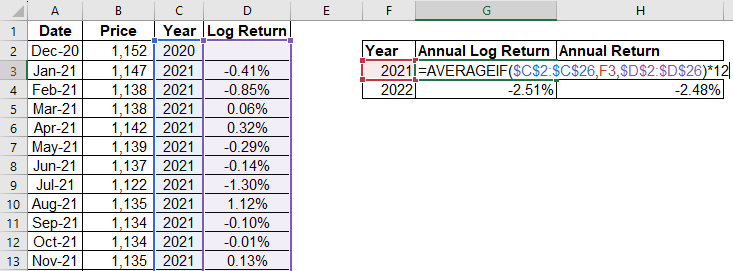 A B C D E F G H
1 Date Price Year Log Return
2 Dec-20 1,152 2020 Year Annual Log Return Annual Return
3 Jan-21 1,147 2021 -0.41% 2021 =AVERAGEIF($C$2:$C$26,F3,$D$2:$D$26)*12
4 Feb-21 1,138 2021 -0.85% 2022 -2.51% -2.48%
5 Mar-21 1,138 2021 0.06%
6 Apr-21 1,142 2021 0.32%
7 May-21 1,139 2021 -0.29%
8 Jun-21 1,137 2021 -0.14%
9 Jul-21 1,122 2021 -1.30%
10 Aug-21 1,135 2021 1.12%
11 Sep-21 1,134 2021 -0.10%
12 Oct-21 1,134 2021 -0.01%
13 Nov-21 1,135 2021 0.13%